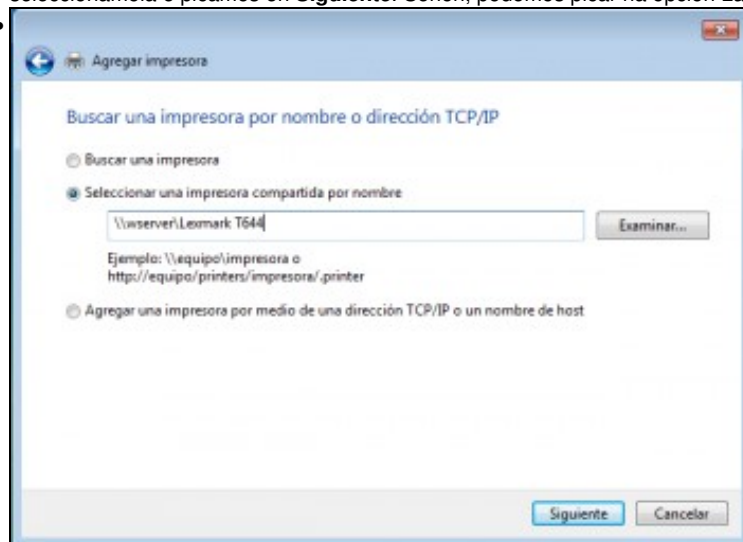 Agregar impresora
Buscar una impresora por nombre o dirección TCP/IP
Buscar una impresora
Seleccionar una impresora compartida por nombre
\\wserver\Lexmark T644
Examinar...
Ejemplo: \\equipo\impresora o
http://equipo/printers/impresora/.printer
Agregar una impresora por medio de una dirección TCP/IP o un nombre de host
Siguiente Cancelar